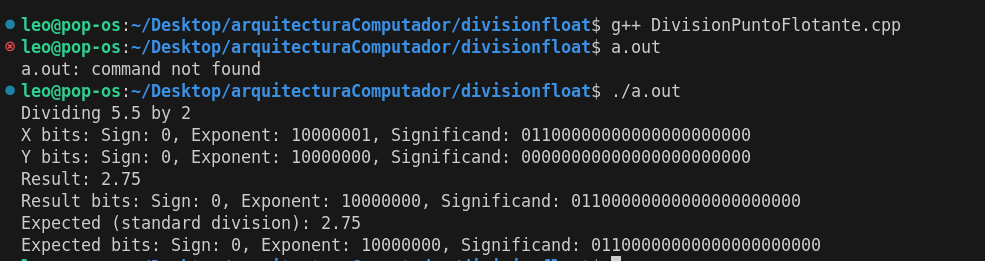 leo@pop-os:~/Desktop/arquitecturaComputador/divisionfloat$ g++ DivisionPuntoFlotante.cpp
leo@pop-os:~/Desktop/arquitecturaComputador/divisionfloat$ a.out
a.out: command not found
leo@pop-os:~/Desktop/arquitecturaComputador/divisionfloat$ ./a.out
Dividing 5.5 by 2
X bits: Sign: 0, Exponent: 10000001, Significand: 01100000000000000000000
Y bits: Sign: 0, Exponent: 10000000, Significand: 00000000000000000000000
Result: 2.75
Result bits: Sign: 0, Exponent: 10000000, Significand: 01100000000000000000000
Expected (standard division): 2.75
Expected bits: Sign: 0, Exponent: 10000000, Significand: 01100000000000000000000